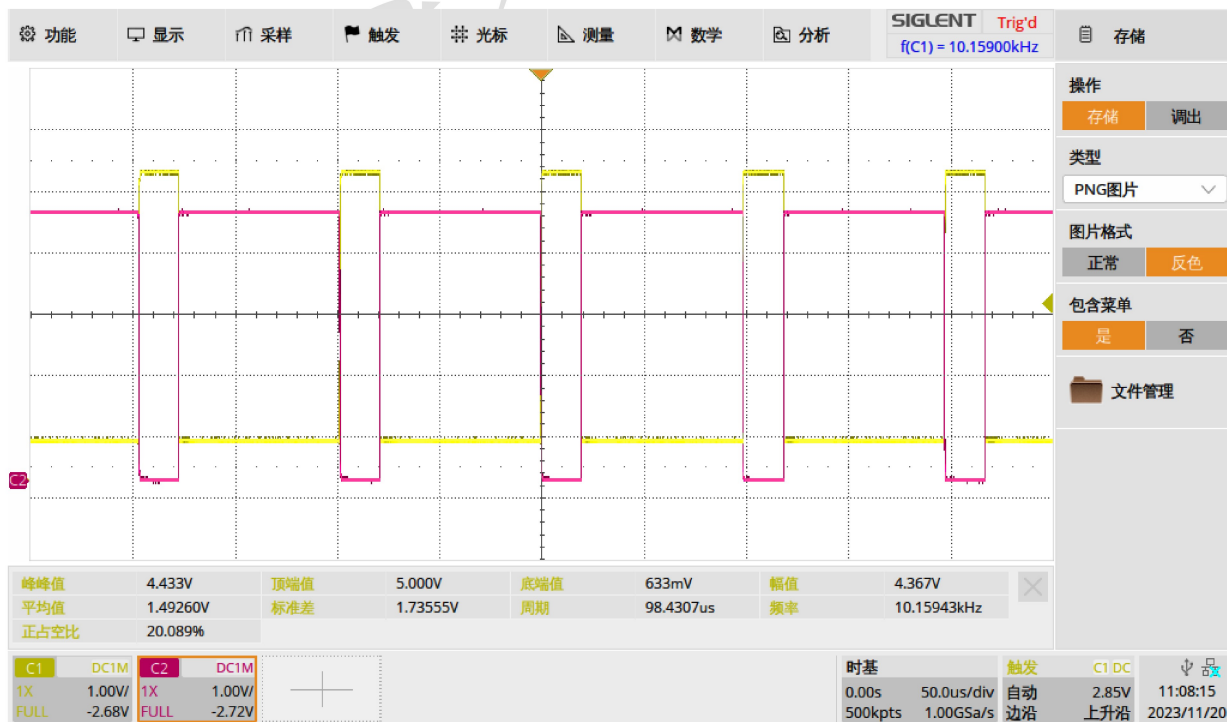 功能 显示 采样 触发 光标 测量 数学 分析 SIGLENT Trig'd 存储
f(C1) = 10.15900kHz
操作
存储 调出
类型
PNG图片
图片格式
正常 反色
包含菜单
是 否
文件管理
C2
峰峰值 4.433V 顶端值 5.000V 底端值 633mV 幅值 4.367V
平均值 1.49260V 标准差 1.73555V 周期 98.4307us 频率 10.15943kHz
正占空比 20.089%
C1 DC1M C2 DC1M 时基 触发 C1 DC
1X 1.00V/ 1X 1.00V/ 0.00s 50.0us/div 自动 2.85V 11:08:15
FULL -2.68V FULL -2.72V 500kpts 1.00GSa/s 边沿 上升沿 2023/11/20